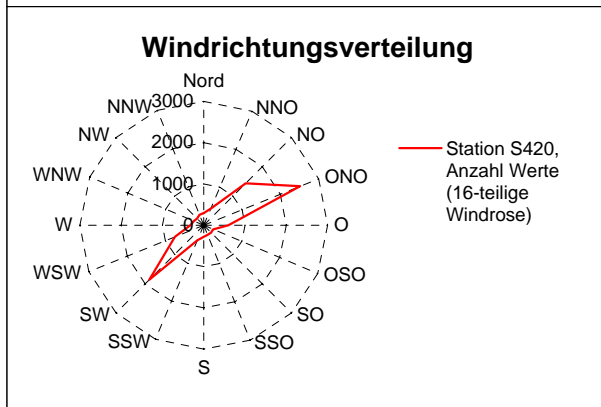 Windrichtungsverteilung
Nord
NNW
3000
NNO
NW
2000
NO
WNW
1000
ONO
W
0
O
WSW
OSO
SW
SO
SSW
SSO
S
Station S420,
Anzahl Werte
(16-teilige
Windrose)